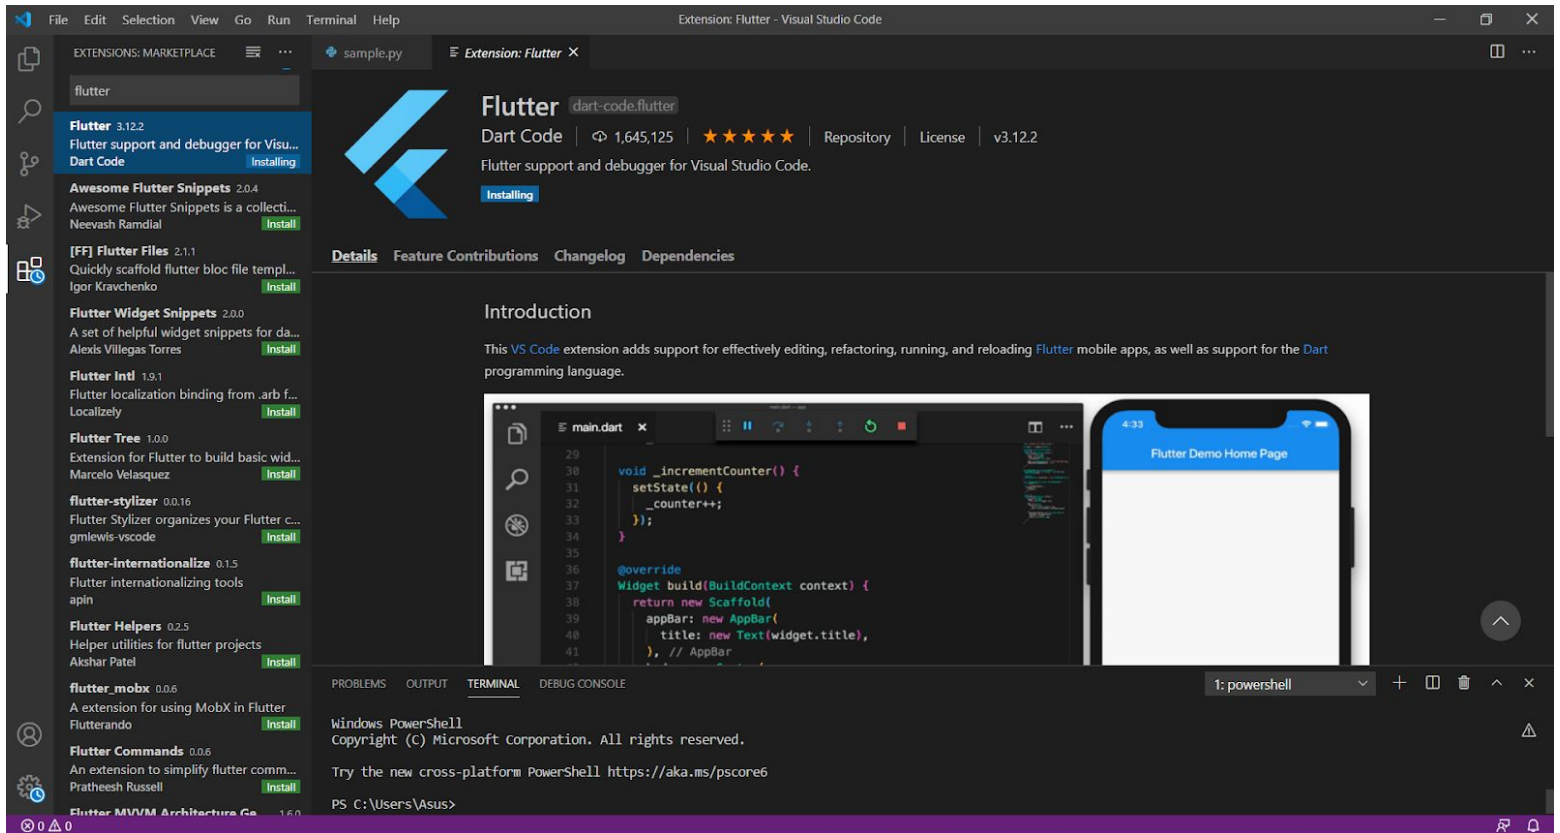 File Edit Selection View Go Run Terminal Help
Extension: Flutter - Visual Studio Code
EXTENSIONS: MARKETPLACE
flutter
Flutter 3.12.2
Flutter support and debugger for Visu...
Dart Code Installing
Awesome Flutter Snippets 2.0.4
Awesome Flutter Snippets is a collecti...
Neevash Ramdial Install
[FF] Flutter Files 2.1.1
Quickly scaffold flutter bloc file templ...
Igor Kravchenko Install
Flutter Widget Snippets 2.0.0
A set of helpful widget snippets for da...
Alexis Villegas Torres Install
Flutter Intl 1.9.1
Flutter localization binding from .arb f...
Localizely Install
Flutter Tree 1.0.0
Extension for Flutter to build basic wid...
Marcelo Velasquez Install
flutter-stylizer 0.0.16
Flutter Stylizer organizes your Flutter c...
gmlewis-vscode Install
flutter-internationalize 0.1.5
Flutter internationalizing tools
apin Install
Flutter Helpers 0.2.5
Helper utilities for flutter projects
Akshar Patel Install
flutter_mobx 0.0.6
A extension for using MobX in Flutter
Flutterando Install
Flutter Commands 0.0.6
An extension to simplify flutter comm...
Pratheesh Russell Install
Flutter MVVM Architecture Ge... 1.6.0
sample.py
Extension: Flutter
Flutter dart-code.flutter
Dart Code 1,645,125 Repository License v3.12.2
Flutter support and debugger for Visual Studio Code.
Installing
Details Feature Contributions Changelog Dependencies
Introduction
This VS Code extension adds support for effectively editing, refactoring, running, and reloading Flutter mobile apps, as well as support for the Dart
programming language.
main.dart
29
30 void _incrementCounter() {
31 setState(() {
32 _counter++;
33 });
34 }
35
36 @override
37 Widget build(BuildContext context) {
38 return new Scaffold(
39 appBar: new AppBar(
40 title: new Text(widget.title),
41 ), // AppBar
4:33
Flutter Demo Home Page
PROBLEMS OUTPUT TERMINAL DEBUG CONSOLE
1: powershell
Windows PowerShell
Copyright (C) Microsoft Corporation. All rights reserved.
Try the new cross-platform PowerShell https://aka.ms/pscore6
PS C:\Users\Asus>
0 0